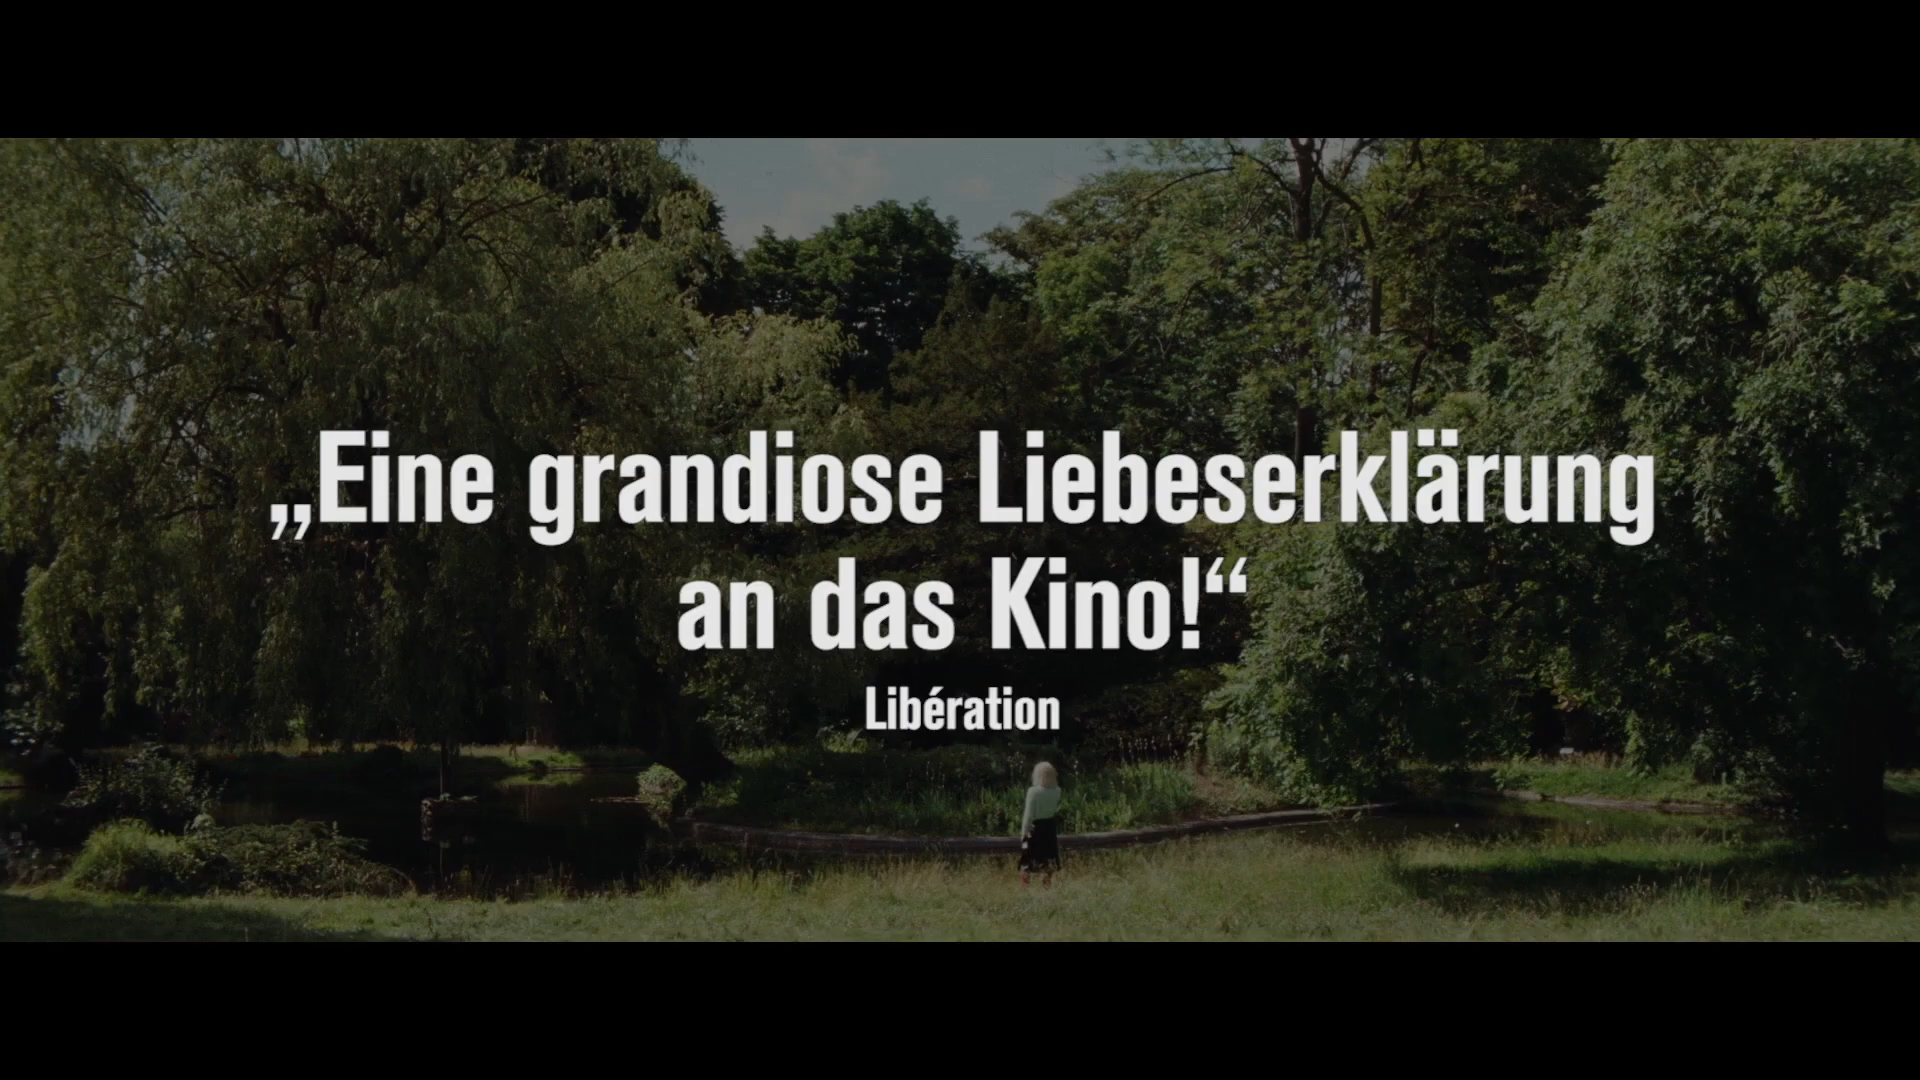 „Eine grandiose Liebeserklärung
an das Kino!“
Libération